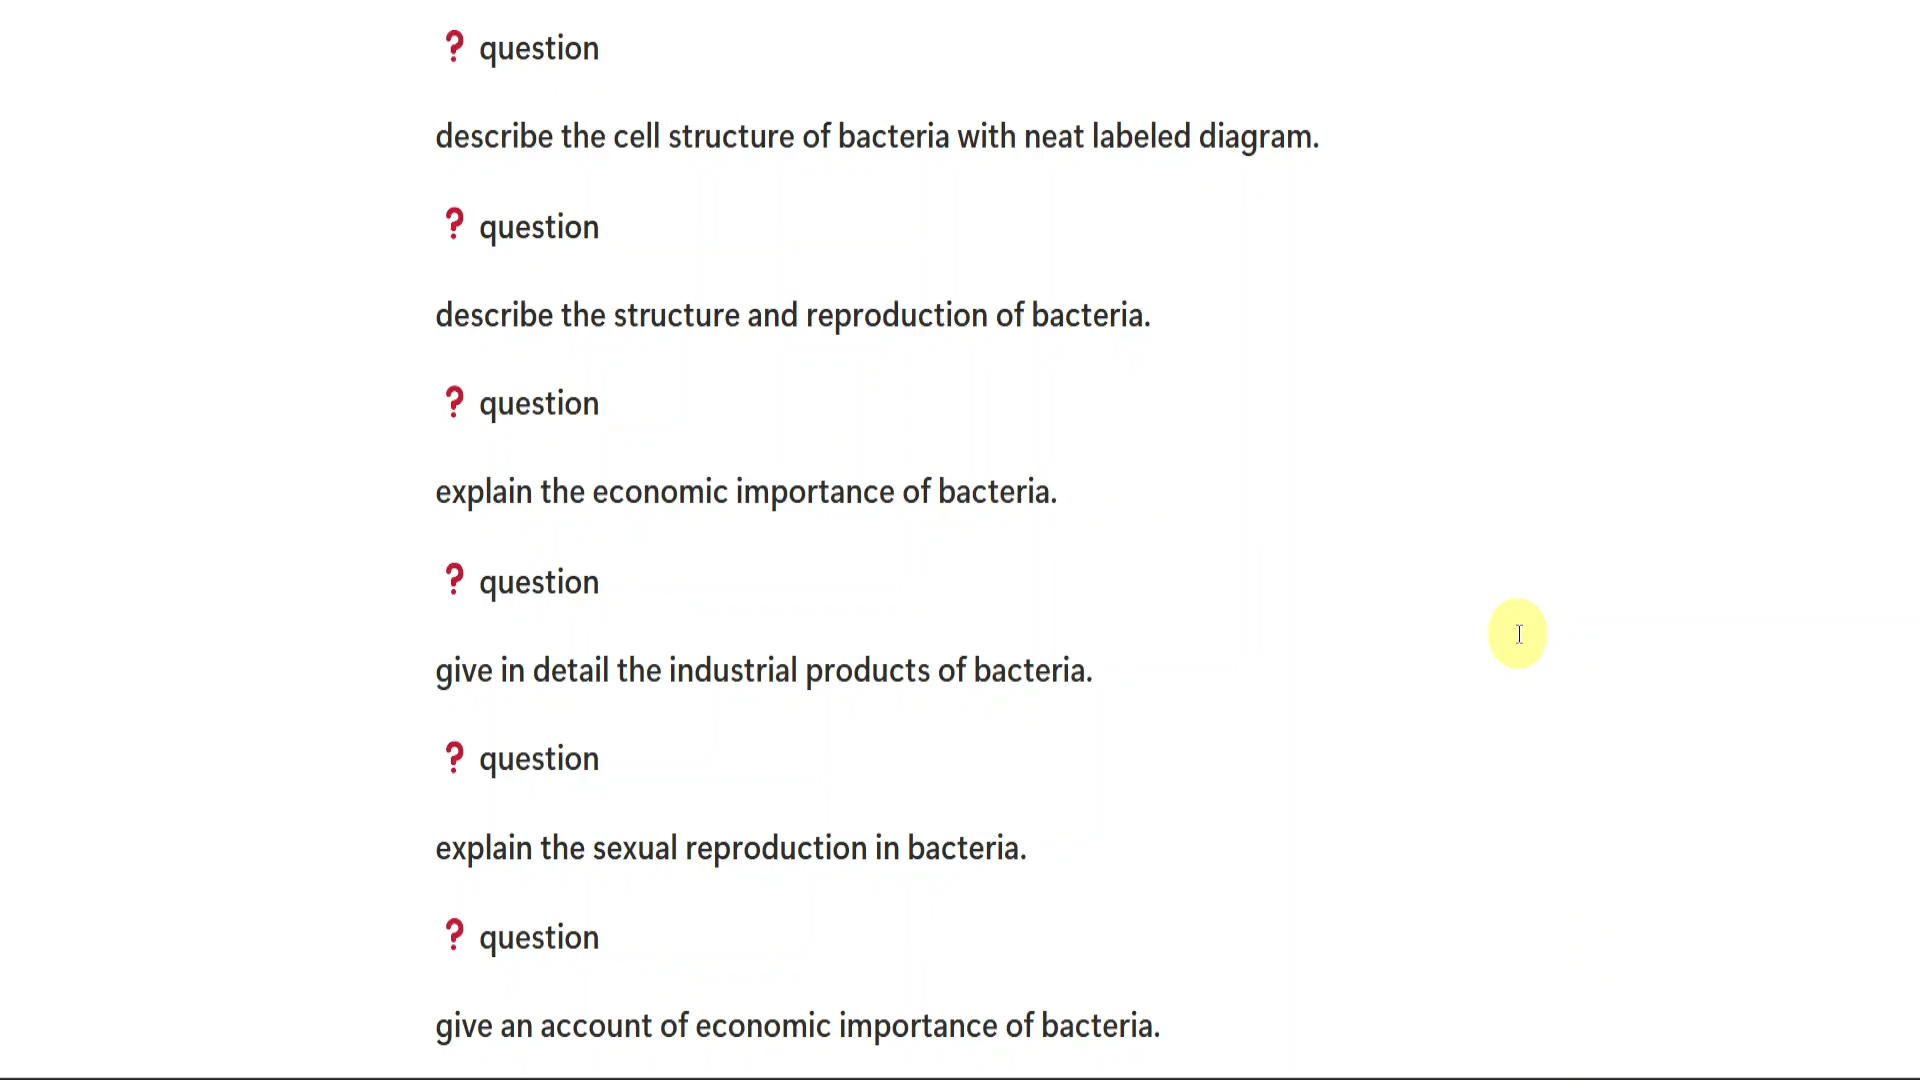 ❓ question
describe the cell structure of bacteria with neat labeled diagram.
❓ question
describe the structure and reproduction of bacteria.
❓ question
explain the economic importance of bacteria.
❓ question
give in detail the industrial products of bacteria.
❓ question
explain the sexual reproduction in bacteria.
❓ question
give an account of economic importance of bacteria.